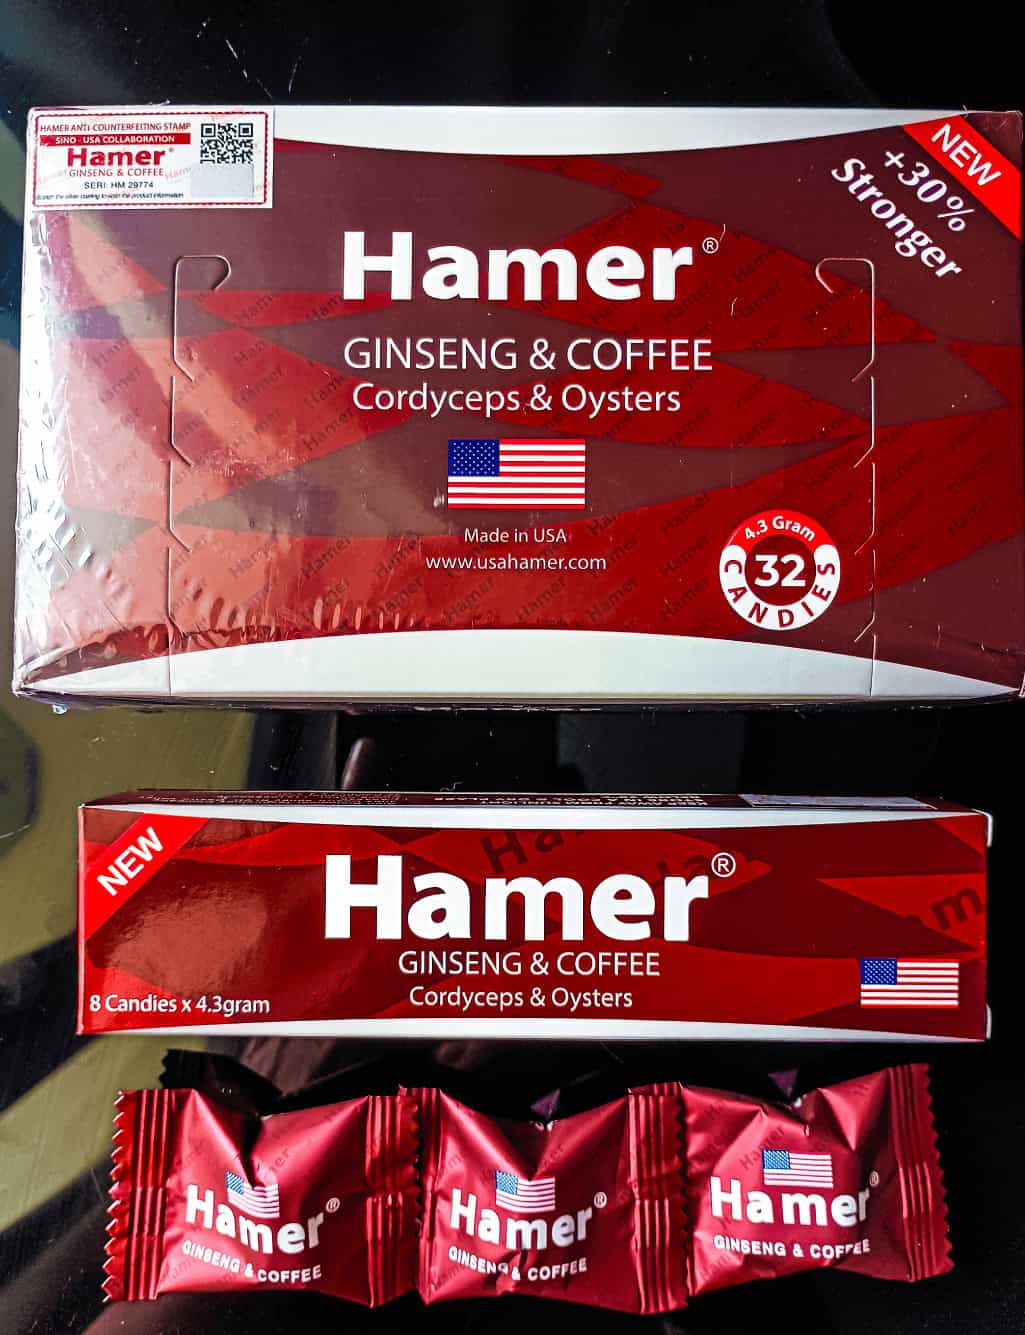 HAMER ANTI-COUNTERFEITING STAMP
SINO - USA COLLABORATION
Hamer®
GINSENG & COFFEE
SERI: HM 29774
NEW
+30%
Stronger
Hamer®
GINSENG & COFFEE
Cordyceps & Oysters
Made in USA
www.usahamer.com
4.3 Gram
32
CANDIES
NEW
Hamer®
GINSENG & COFFEE
Cordyceps & Oysters
8 Candies x 4.3gram
Hamer®
GINSENG & COFFEE
Hamer®
GINSENG & COFFEE
Hamer®
GINSENG & COFFEE